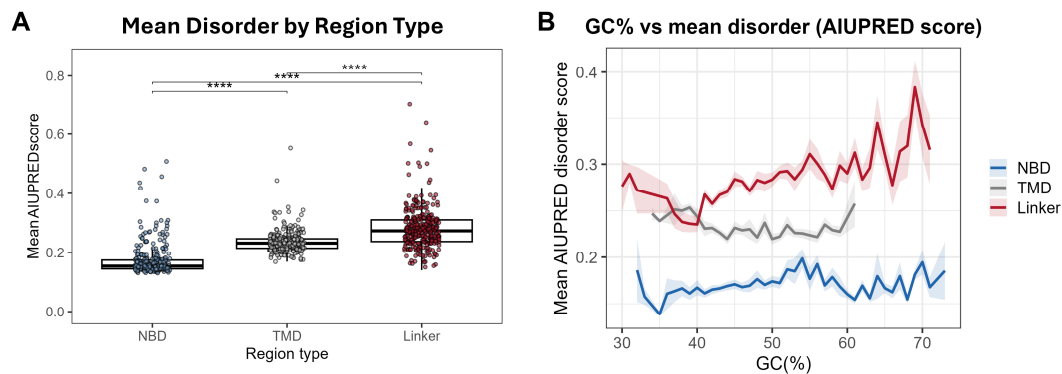 A
Mean Disorder by Region Type
Mean AIUPREDscore
0.8
0.6
0.4
0.2
0.0
****
****
****
NBD
TMD
Linker
Region type
B
GC% vs mean disorder (AIUPRED score)
Mean AIUPRED disorder score
0.4
0.3
0.2
30
40
50
60
70
GC(%)
NBD
TMD
Linker